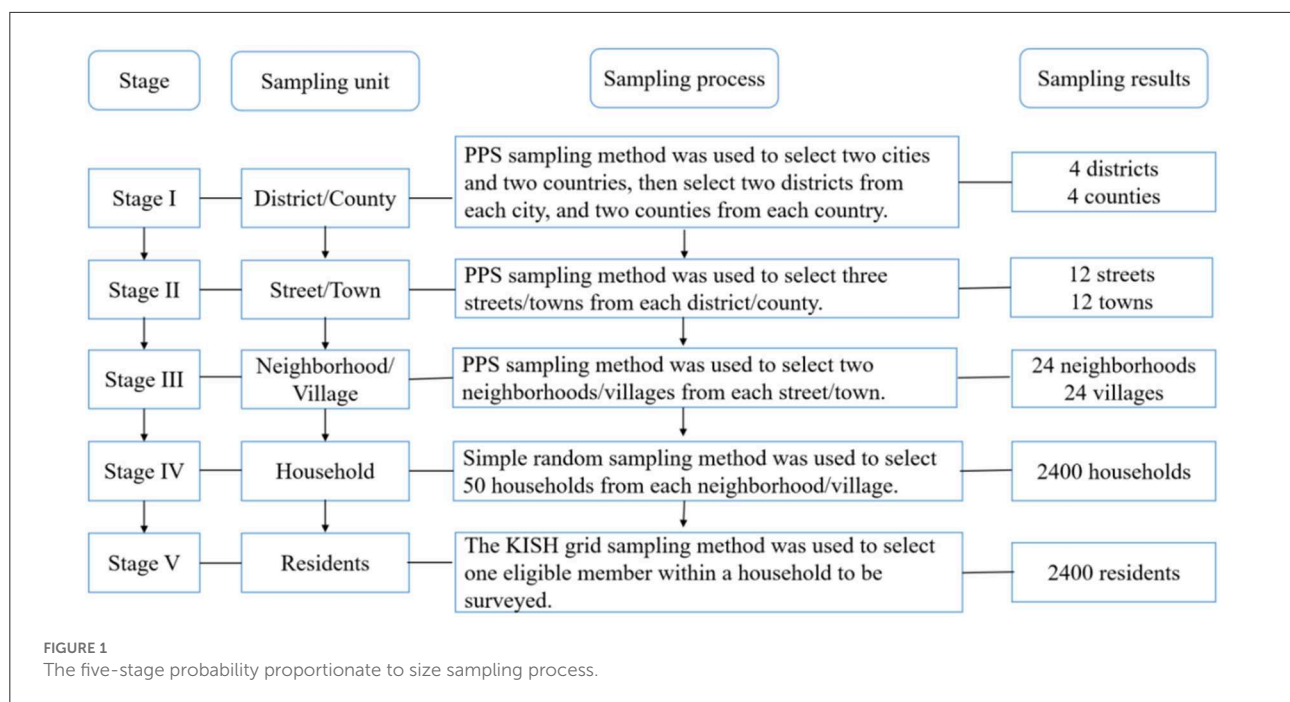 Stage
Sampling unit
Sampling process
Sampling results
Stage I
District/County
PPS sampling method was used to select two cities
and two countries, then select two districts from
each city, and two counties from each country.
4 districts
4 counties
Stage II
Street/Town
PPS sampling method was used to select three
streets/towns from each district/county.
12 streets
12 towns
Stage III
Neighborhood/
Village
PPS sampling method was used to select two
neighborhoods/villages from each street/town.
24 neighborhoods
24 villages
Stage IV
Household
Simple random sampling method was used to select
50 households from each neighborhood/village.
2400 households
Stage V
Residents
The KISH grid sampling method was used to select
one eligible member within a household to be
surveyed.
2400 residents
FIGURE 1
The five-stage probability proportionate to size sampling process.